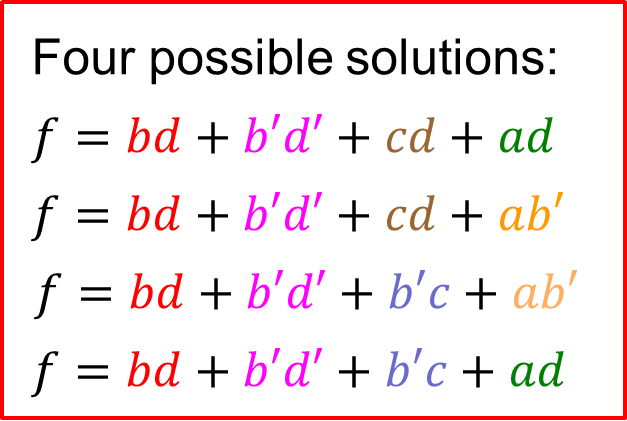 Four possible solutions:
f = bd + b′d′ + cd + ad
f = bd + b′d′ + cd + ab′
f = bd + b′d′ + b′c + ab′
f = bd + b′d′ + b′c + ad